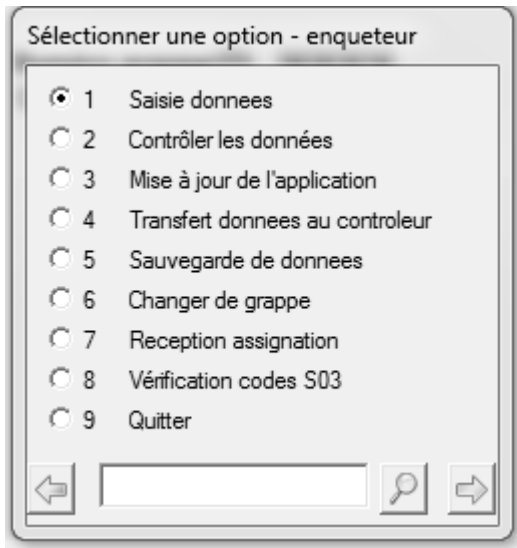 Sélectionner une option - enqueteur
1 Saisie donnees
2 Contrôler les données
3 Mise à jour de l'application
4 Transfert donnees au controleur
5 Sauvegarde de donnees
6 Changer de grappe
7 Reception assignation
8 Vérification codes S03
9 Quitter